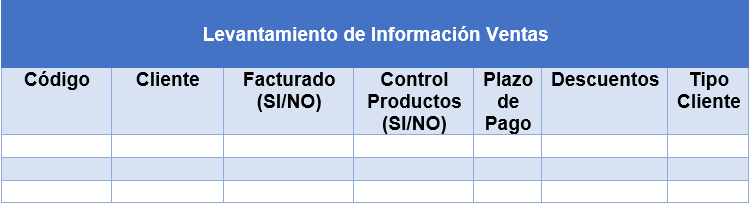 Levantamiento de Información Ventas
Código Cliente Facturado Control Plazo Descuentos Tipo
(SI/NO) Productos de Cliente
(SI/NO) Pago